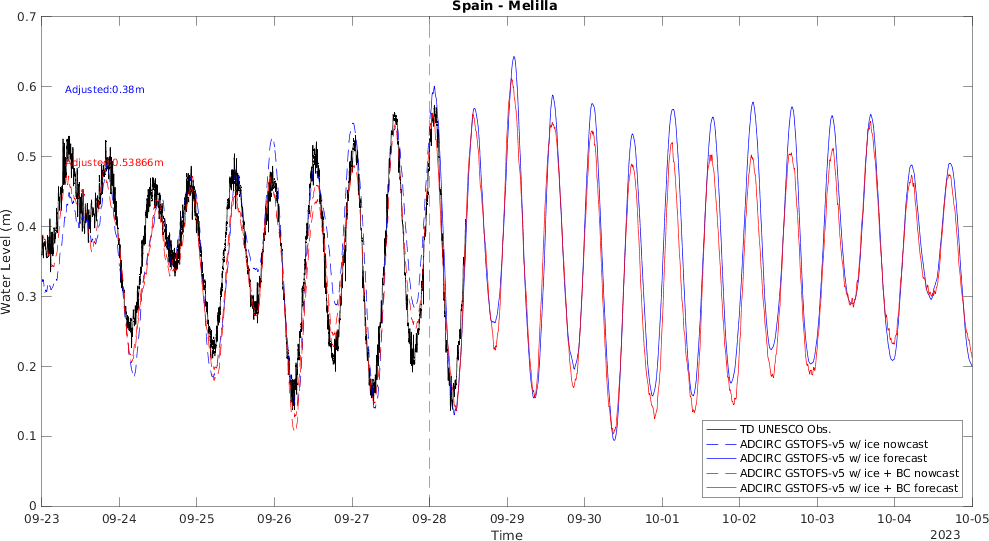 Spain - Melilla
0.7
0.6
0.5
0.4
0.3
0.2
0.1
0
Water Level (m)
Adjusted:0.38m
Adjusted:0.53866m
TD UNESCO Obs.
ADCIRC GSTOFS-v5 w/ ice nowcast
ADCIRC GSTOFS-v5 w/ ice forecast
ADCIRC GSTOFS-v5 w/ ice + BC nowcast
ADCIRC GSTOFS-v5 w/ ice + BC forecast
09-23 09-24 09-25 09-26 09-27 09-28 09-29 09-30 10-01 10-02 10-03 10-04 10-05
Time
2023